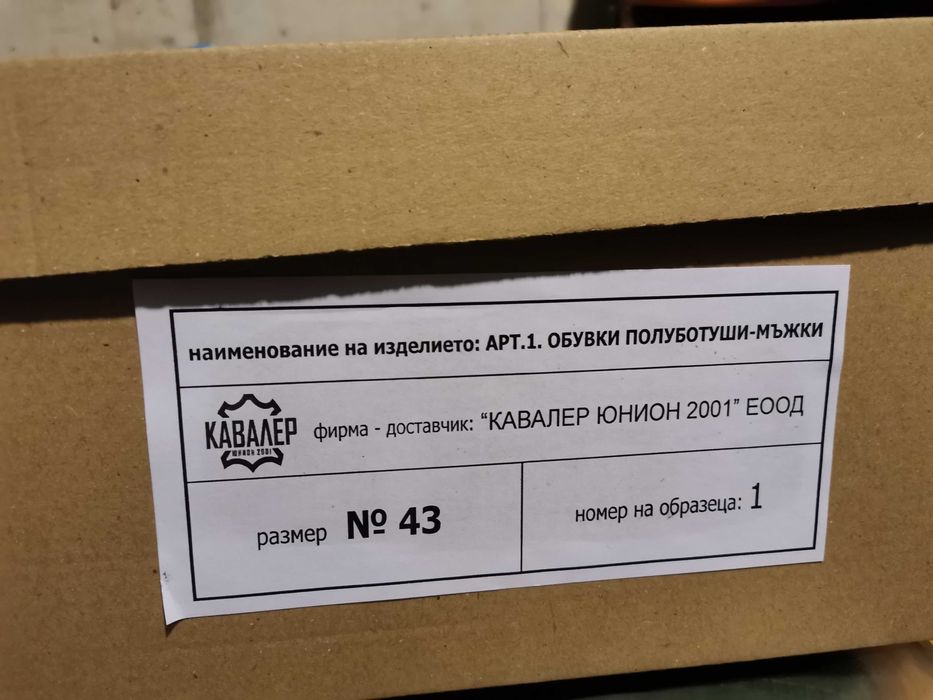 наименование на изделието: АРТ.1. ОБУВКИ ПОЛУБОТУШИ-МЪЖКИ
КАВАЛЕР
ЮНИОН 2001
фирма - доставчик: "КАВАЛЕР ЮНИОН 2001" ЕООД
размер № 43
номер на образеца: 1